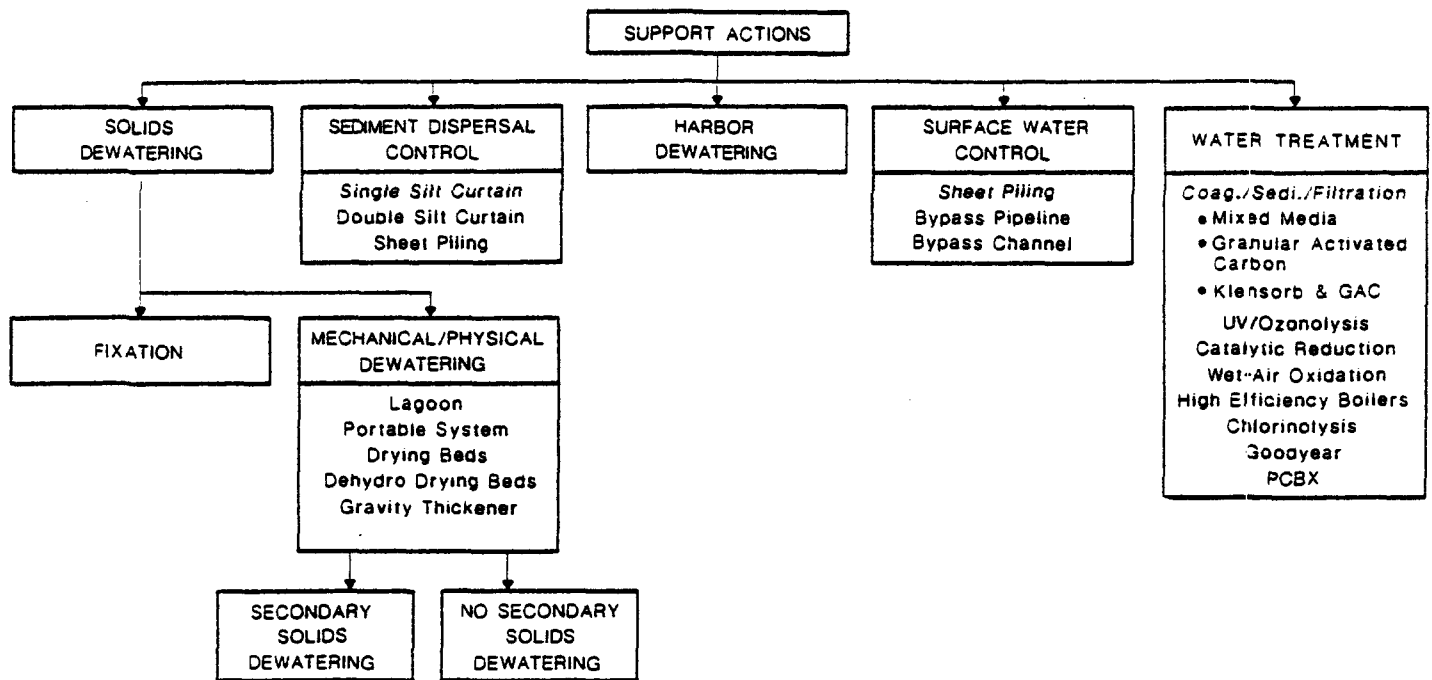 SUPPORT ACTIONS
SOLIDS
DEWATERING
SEDIMENT DISPERSAL
CONTROL
Single Silt Curtain
Double Silt Curtain
Sheet Piling
HARBOR
DEWATERING
SURFACE WATER
CONTROL
Sheet Piling
Bypass Pipeline
Bypass Channel
WATER TREATMENT
Coag./Sedi./Filtration
• Mixed Media
• Granular Activated
Carbon
• Klensorb & GAC
UV/Ozonolysis
Catalytic Reduction
Wet-Air Oxidation
High Efficiency Boilers
Chlorinolysis
Goodyear
PCBX
FIXATION
MECHANICAL/PHYSICAL
DEWATERING
Lagoon
Portable System
Drying Beds
Dehydro Drying Beds
Gravity Thickener
SECONDARY
SOLIDS
DEWATERING
NO SECONDARY
SOLIDS
DEWATERING